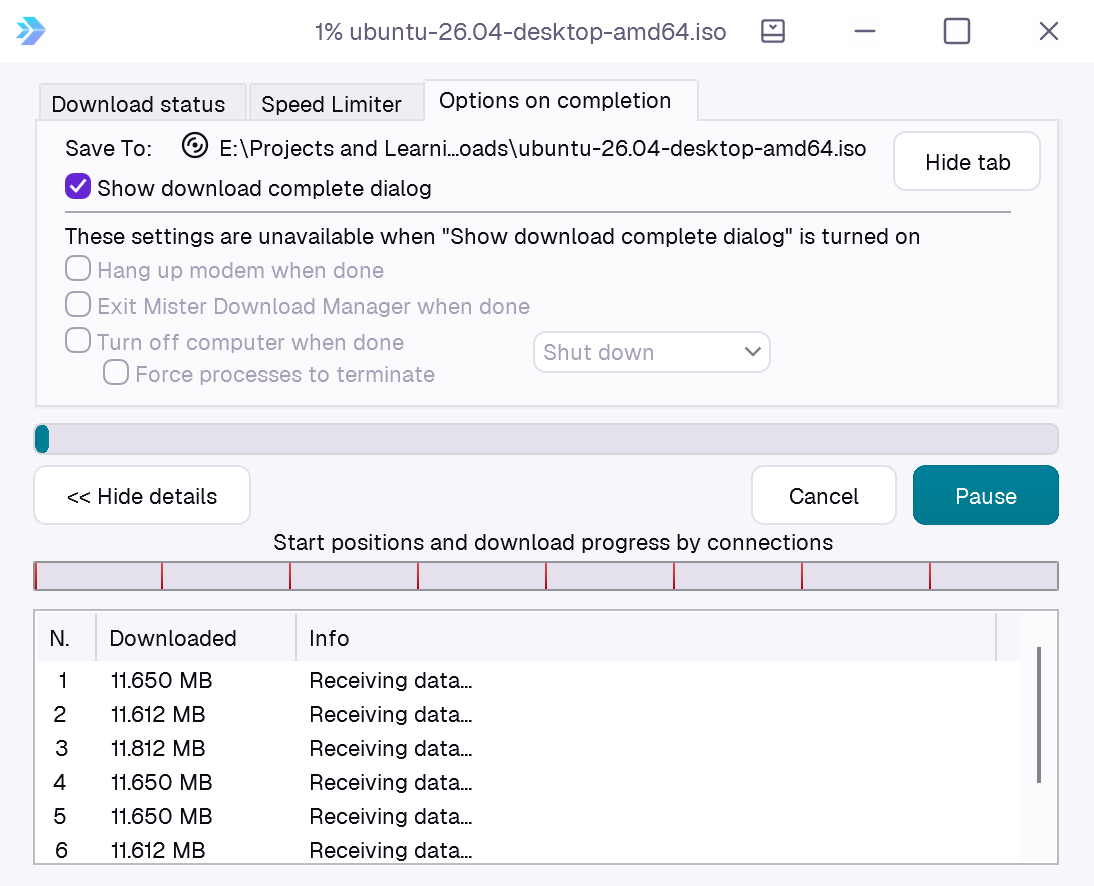 1% ubuntu-26.04-desktop-amd64.iso
Download status
Speed Limiter
Options on completion
Save To:
E:\Projects and Learni...oads\ubuntu-26.04-desktop-amd64.iso
Hide tab
Show download complete dialog
These settings are unavailable when "Show download complete dialog" is turned on
Hang up modem when done
Exit Mister Download Manager when done
Turn off computer when done
Shut down
Force processes to terminate
<< Hide details
Cancel
Pause
Start positions and download progress by connections
N. Downloaded Info
1 11.650 MB Receiving data...
2 11.612 MB Receiving data...
3 11.812 MB Receiving data...
4 11.650 MB Receiving data...
5 11.650 MB Receiving data...
6 11.612 MB Receiving data...